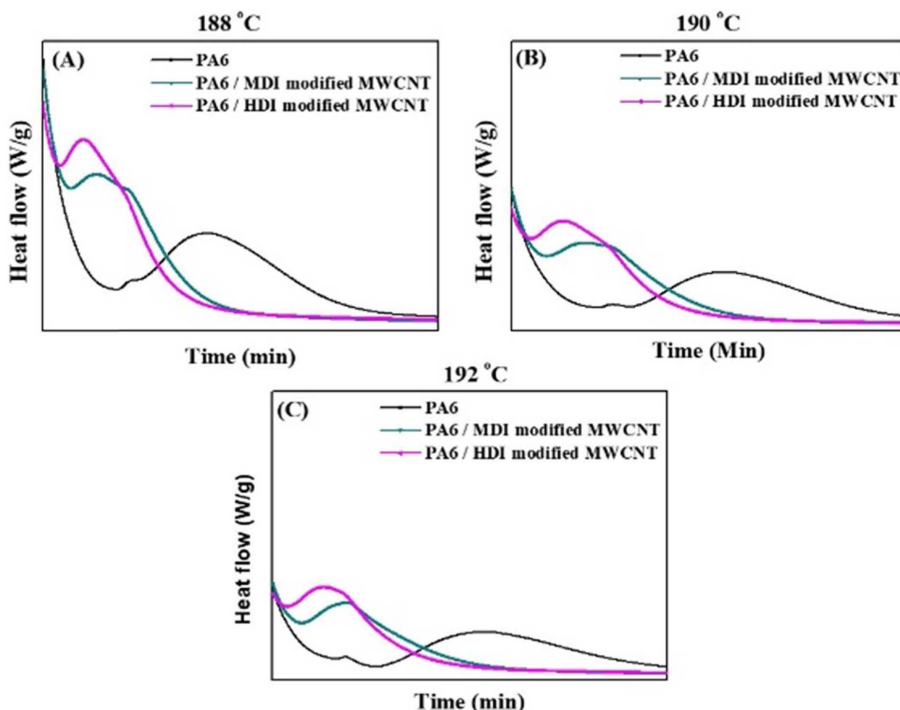 188 °C
(A)
PA6
PA6 / MDI modified MWCNT
PA6 / HDI modified MWCNT
Heat flow (W/g)
Time (min)
190 °C
(B)
PA6
PA6 / MDI modified MWCNT
PA6 / HDI modified MWCNT
Heat flow (W/g)
Time (Min)
192 °C
(C)
PA6
PA6 / MDI modified MWCNT
PA6 / HDI modified MWCNT
Heat flow (W/g)
Time (min)